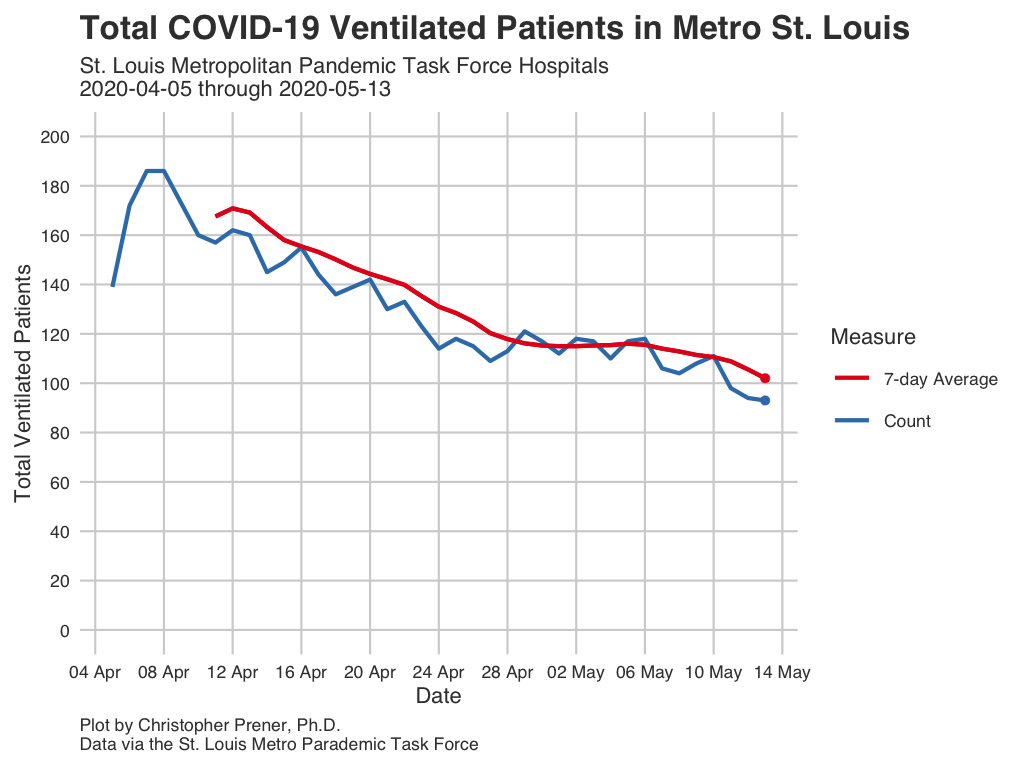 Total COVID-19 Ventilated Patients in Metro St. Louis
St. Louis Metropolitan Pandemic Task Force Hospitals
2020-04-05 through 2020-05-13
Total Ventilated Patients
200
180
160
140
120
100
80
60
40
20
0
04 Apr 08 Apr 12 Apr 16 Apr 20 Apr 24 Apr 28 Apr 02 May 06 May 10 May 14 May
Date
Measure
7-day Average
Count
Plot by Christopher Prener, Ph.D.
Data via the St. Louis Metro Parademic Task Force